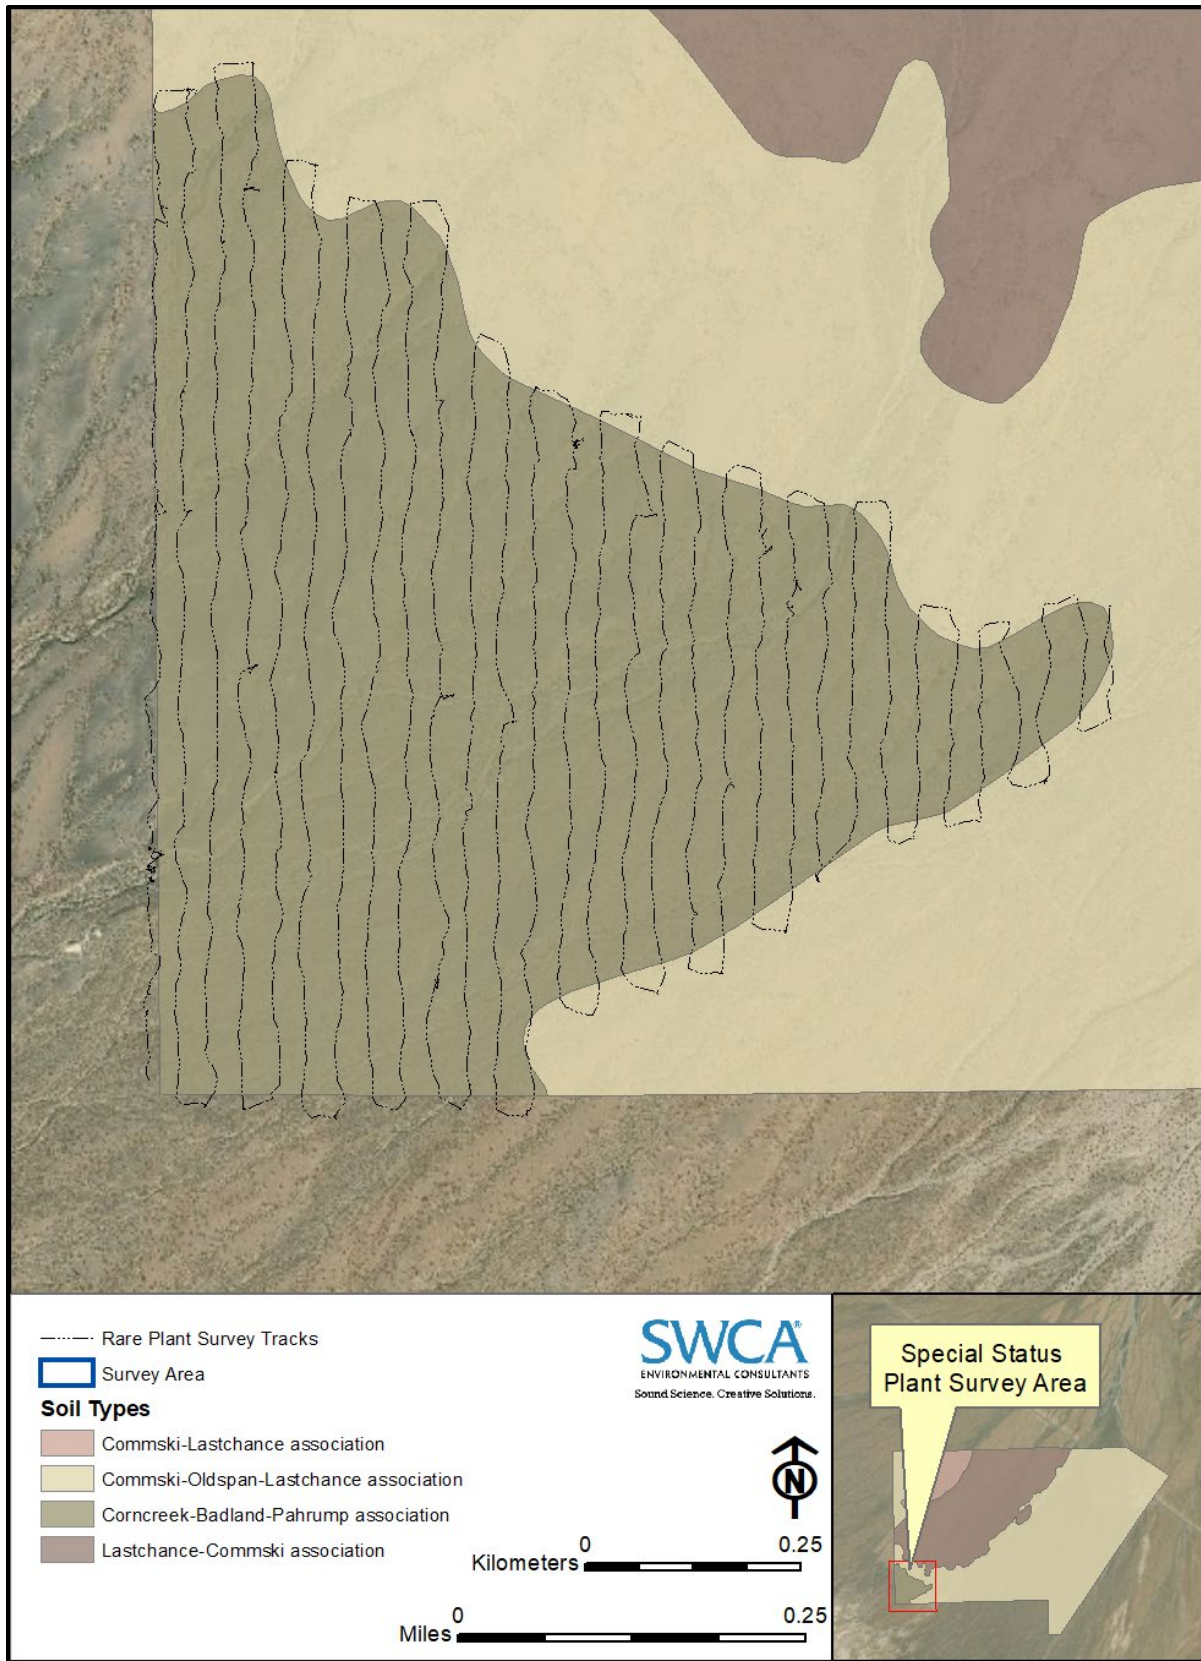 Rare Plant Survey Tracks
Survey Area
Soil Types
Commski-Lastchance association
Commski-Oldspan-Lastchance association
Corncreek-Badland-Pahrump association
Lastchance-Commski association
SWCA®
ENVIRONMENTAL CONSULTANTS
Sound Science. Creative Solutions.
N
0 0.25
Kilometers
0 0.25
Miles
Special Status
Plant Survey Area